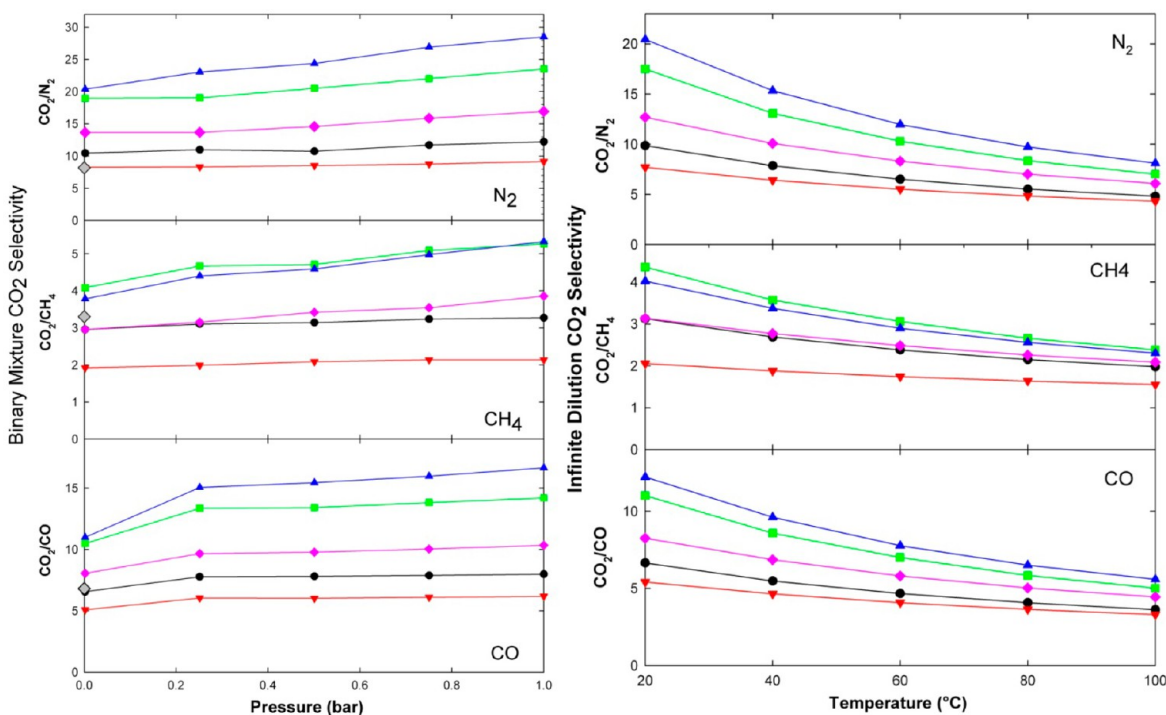 Binary Mixture CO2 Selectivity
CO2/N2
30
25
20
15
10
5
0
N2
CO2/CH4
5
4
3
2
1
0
CH4
CO2/CO
15
10
5
0
CO
0.0 0.2 0.4 0.6 0.8 1.0
Pressure (bar)
Infinite Dilution CO2 Selectivity
CO2/N2
20
15
10
5
0
N2
CO2/CH4
4
3
2
1
0
CH4
CO2/CO
10
5
0
CO
20 40 60 80 100
Temperature (°C)